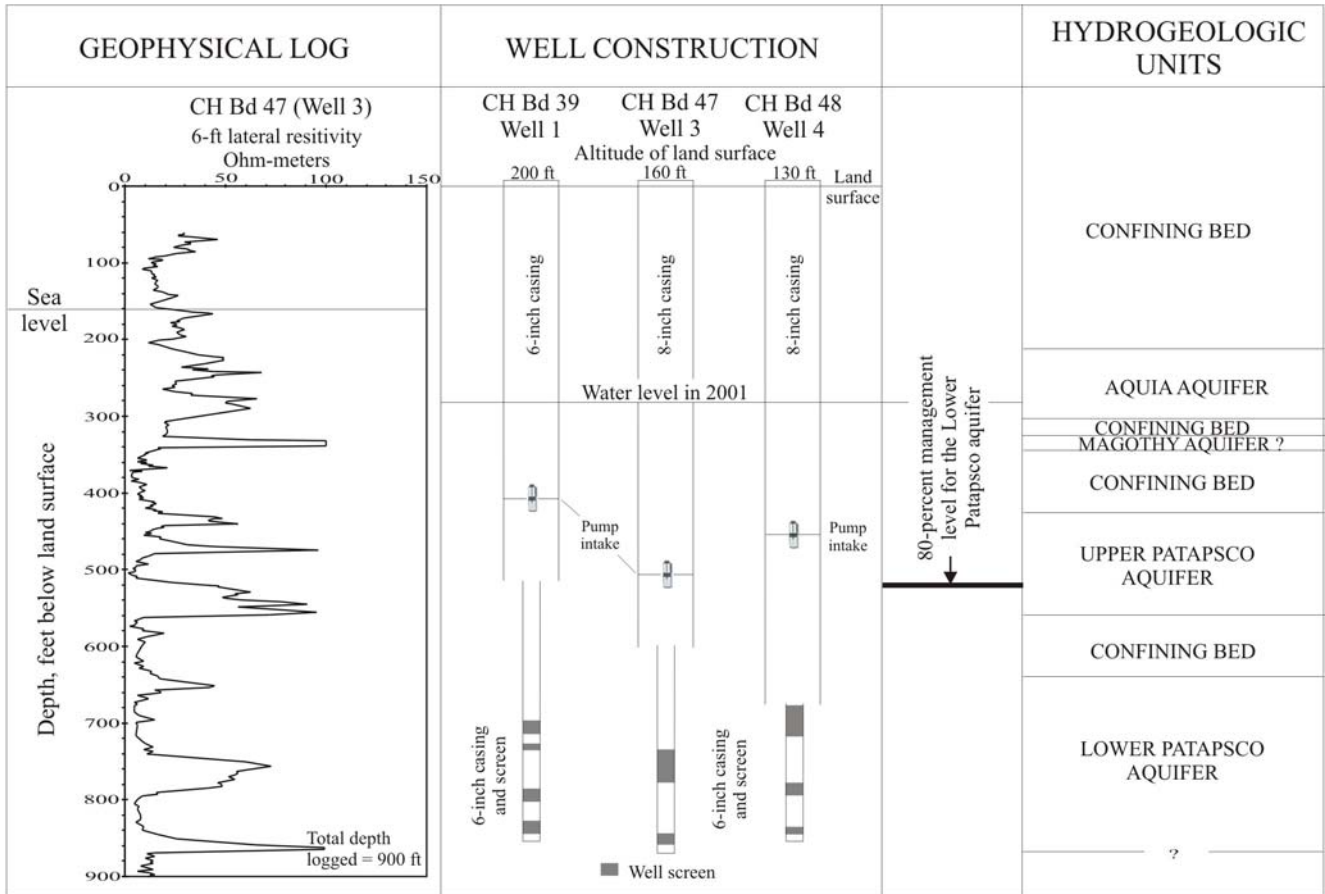 GEOPHYSICAL LOG
WELL CONSTRUCTION
HYDROGEOLOGIC
UNITS
CH Bd 47 (Well 3)
6-ft lateral resitivity
Ohm-meters
0 50 100 150
0
100
200
300
400
500
600
700
800
900
Depth, feet below land surface
Sea
level
Total depth
logged = 900 ft
CH Bd 39
Well 1
CH Bd 47
Well 3
CH Bd 48
Well 4
Altitude of land surface
200 ft
160 ft
130 ft
Land
surface
6-inch casing
8-inch casing
8-inch casing
Water level in 2001
Pump
intake
Pump
intake
6-inch casing
and screen
6-inch casing
and screen
Well screen
80-percent management
level for the Lower
Patapsco aquifer
CONFINING BED
AQUIA AQUIFER
CONFINING BED
MAGOTHY AQUIFER ?
CONFINING BED
UPPER PATAPSCO
AQUIFER
CONFINING BED
LOWER PATAPSCO
AQUIFER
?